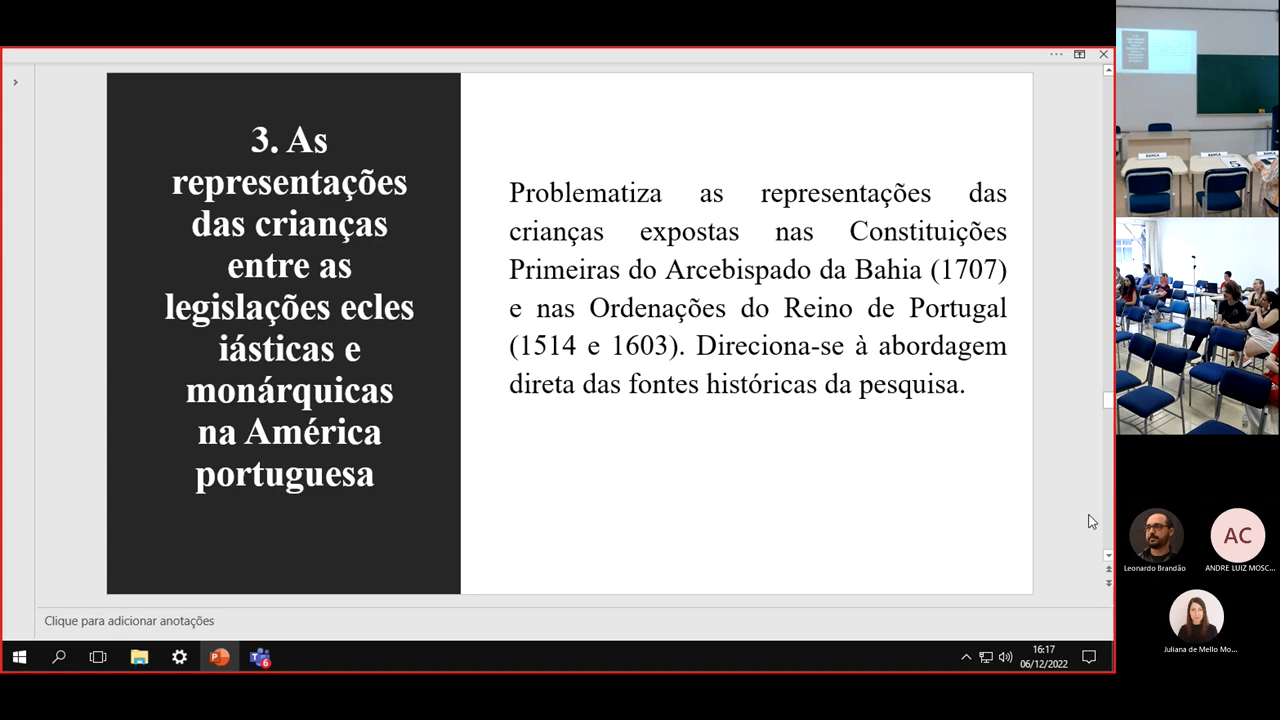 3. As
representações
das crianças
entre as
legislações ecles
iásticas e
monárquicas
na América
portuguesa
Problematiza as representações das
crianças expostas nas Constituições
Primeiras do Arcebispado da Bahia (1707)
e nas Ordenações do Reino de Portugal
(1514 e 1603). Direciona-se à abordagem
direta das fontes históricas da pesquisa.
Clique para adicionar anotações
16:17
06/12/2022
BANCA
AC
Leonardo Brandão
ANDRE LUIZ MOSC...
Juliana de Mello Mo...